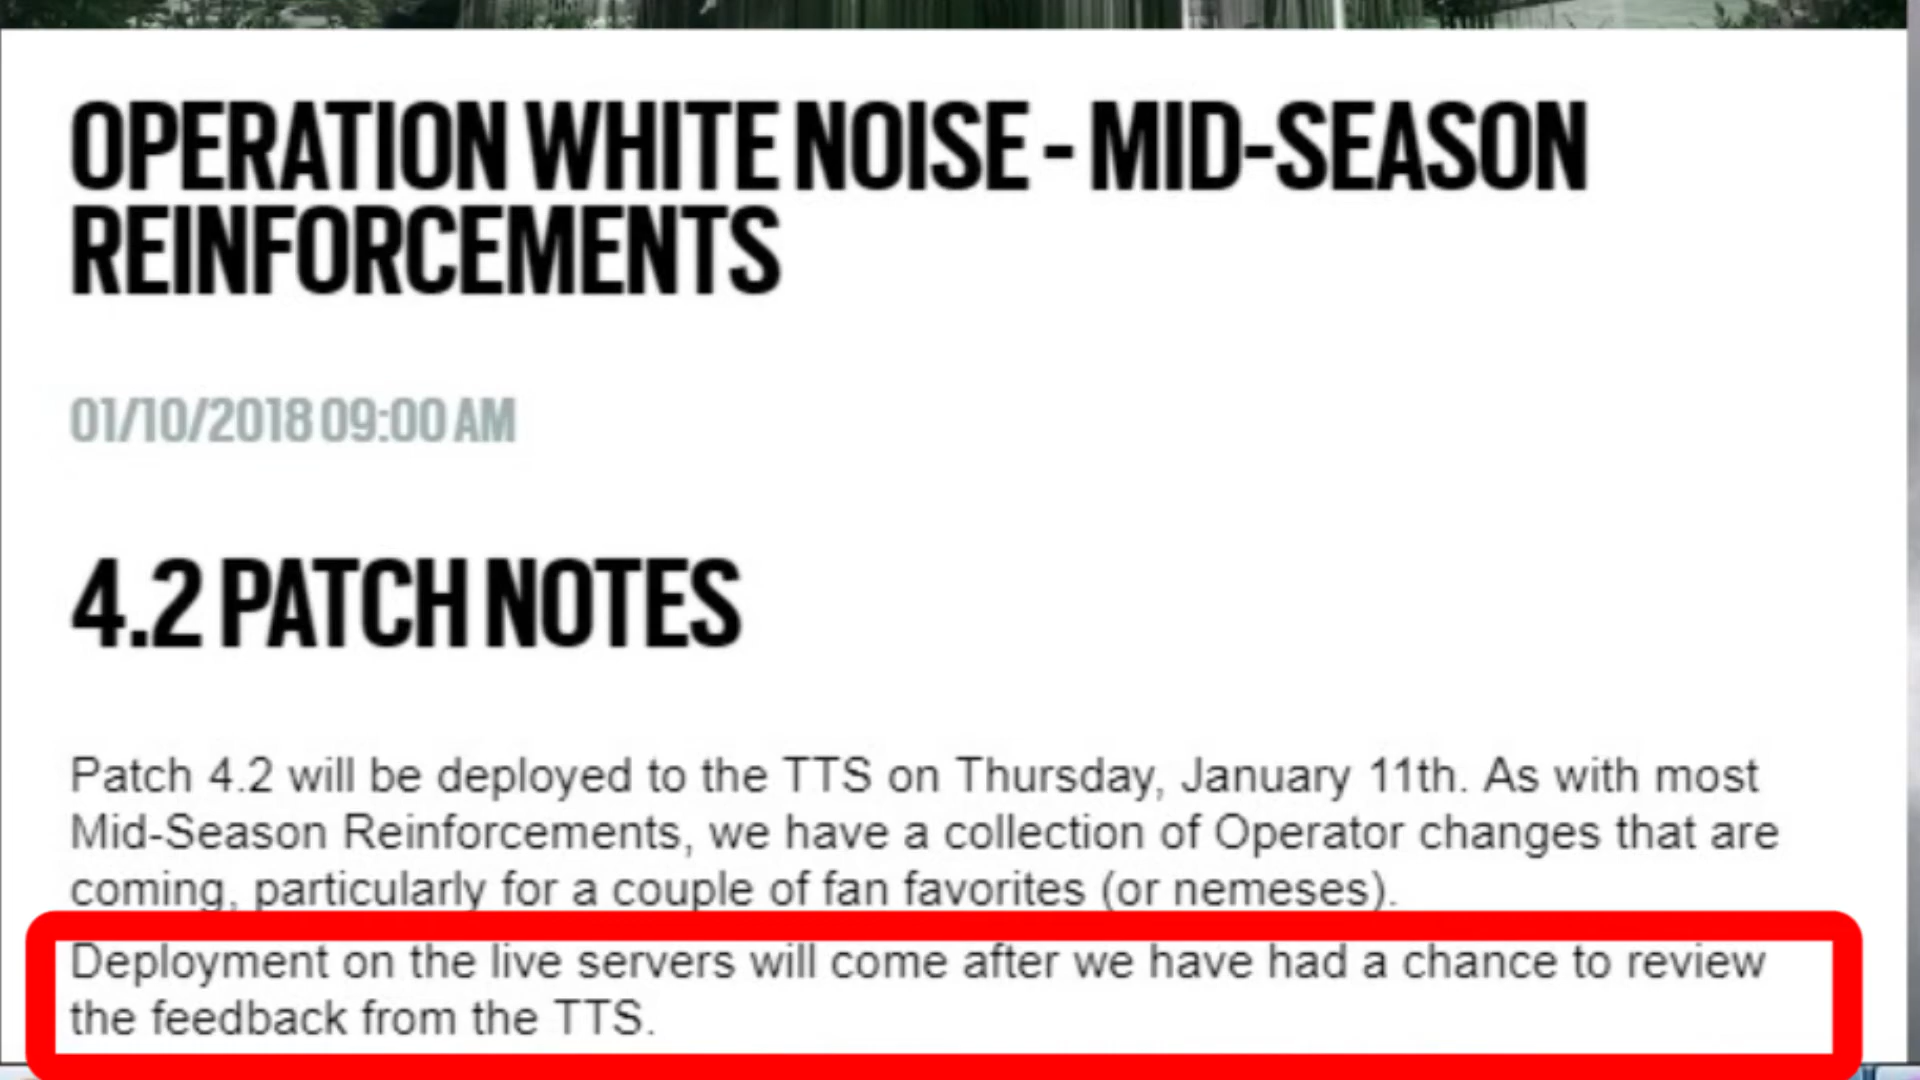 OPERATION WHITE NOISE - MID-SEASON
REINFORCEMENTS
01/10/2018 09:00 AM
4.2 PATCH NOTES
Patch 4.2 will be deployed to the TTS on Thursday, January 11th. As with most
Mid-Season Reinforcements, we have a collection of Operator changes that are
coming, particularly for a couple of fan favorites (or nemeses).
Deployment on the live servers will come after we have had a chance to review
the feedback from the TTS.